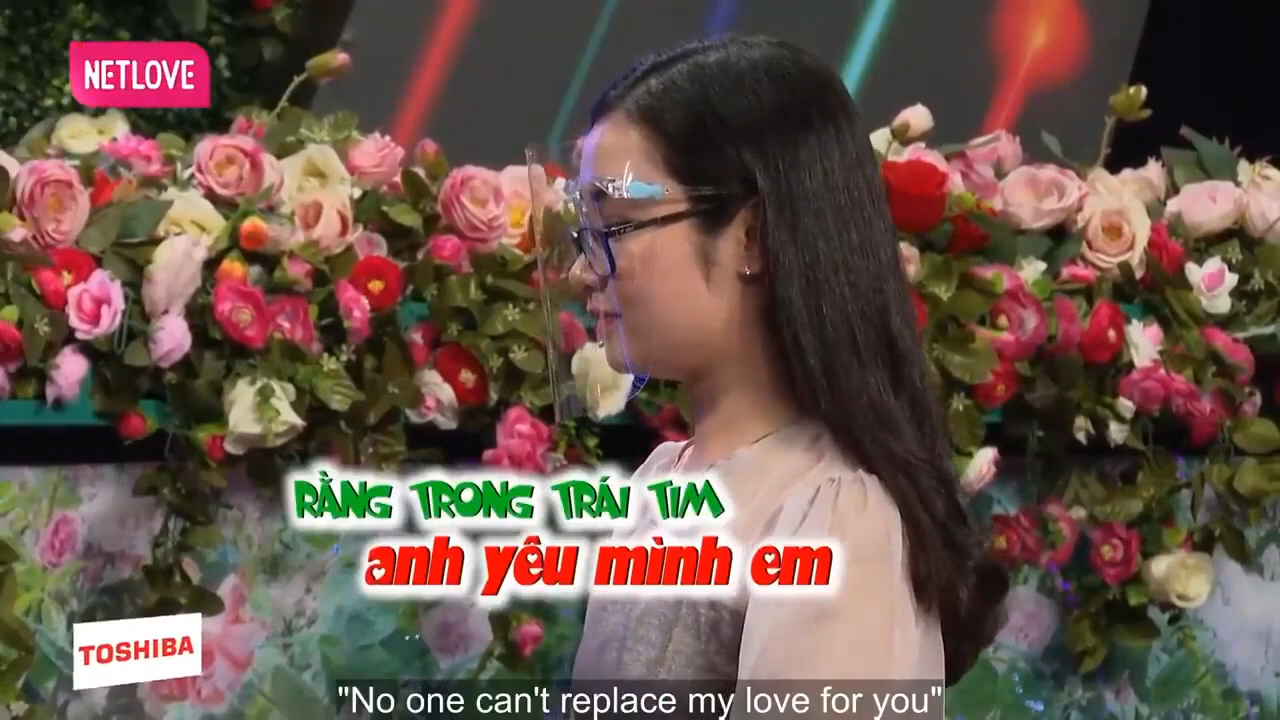 NETLOVE
RẰNG TRONG TRÁI TIM
anh yêu mình em
TOSHIBA
"No one can't replace my love for you"